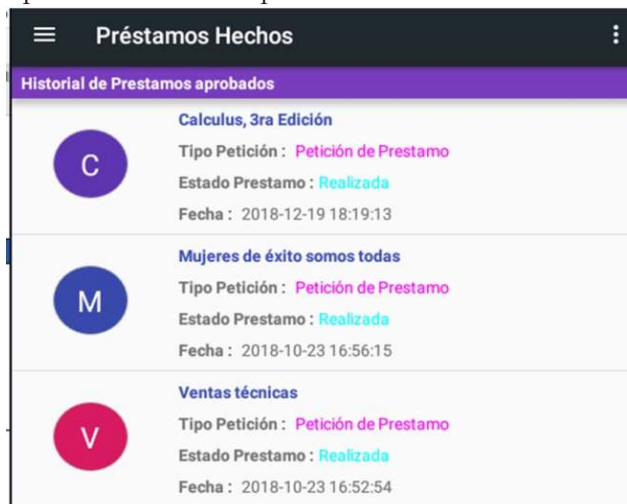 Préstamos Hechos
Historial de Prestamos aprobados
C
Calculus, 3ra Edición
Tipo Petición : Petición de Prestamo
Estado Prestamo : Realizada
Fecha : 2018-12-19 18:19:13
M
Mujeres de éxito somos todas
Tipo Petición : Petición de Prestamo
Estado Prestamo : Realizada
Fecha : 2018-10-23 16:56:15
V
Ventas técnicas
Tipo Petición : Petición de Prestamo
Estado Prestamo : Realizada
Fecha : 2018-10-23 16:52:54